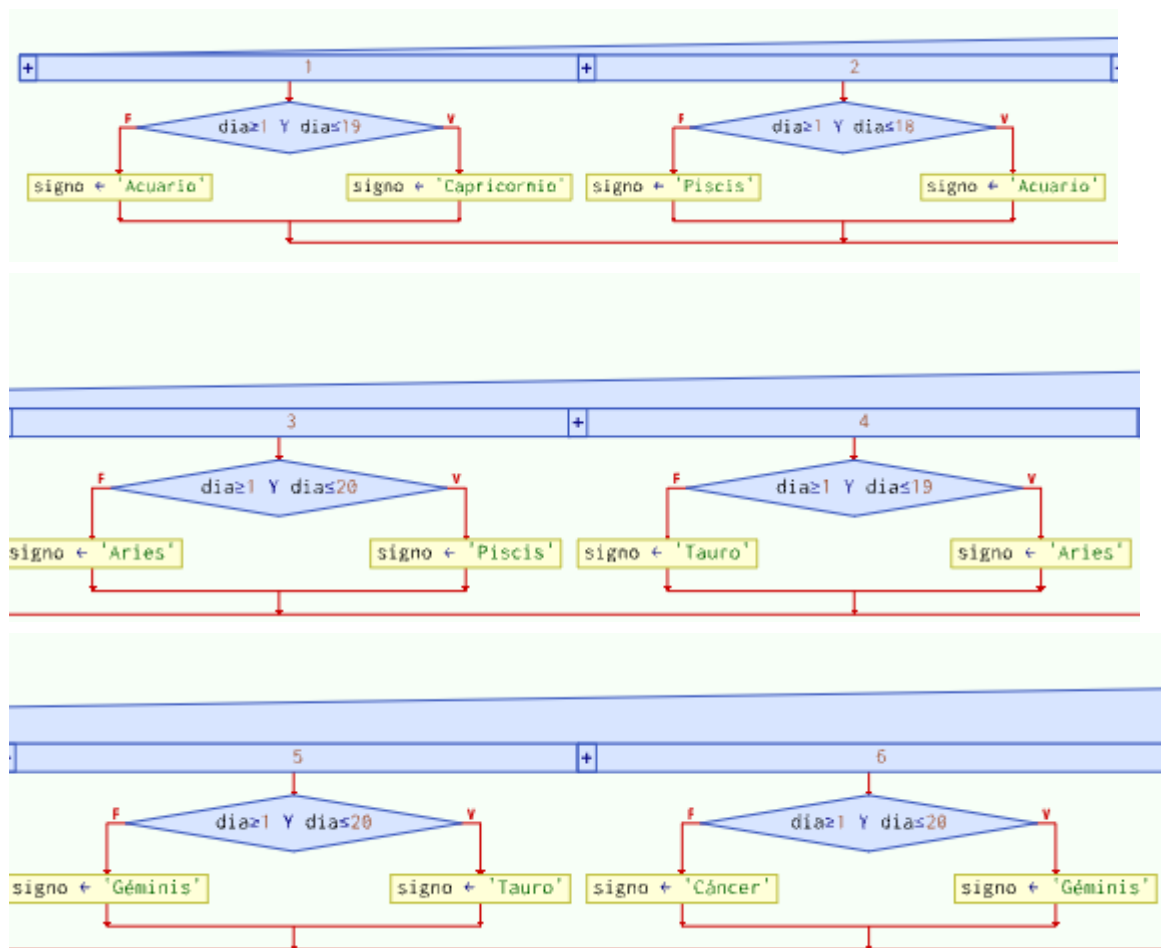 + 1 + 2 +
F dia≥1 Y dia≤19 V F dia≥1 Y dia≤18 V
signo ← 'Acuario' signo ← 'Capricornio' signo ← 'Piscis' signo ← 'Acuario'
3 + 4
F dia≥1 Y dia≤20 V F dia≥1 Y dia≤19 V
signo ← 'Aries' signo ← 'Piscis' signo ← 'Tauro' signo ← 'Aries'
5 + 6
F dia≥1 Y dia≤20 V F dia≥1 Y dia≤20 V
signo ← 'Géminis' signo ← 'Tauro' signo ← 'Cáncer' signo ← 'Géminis'